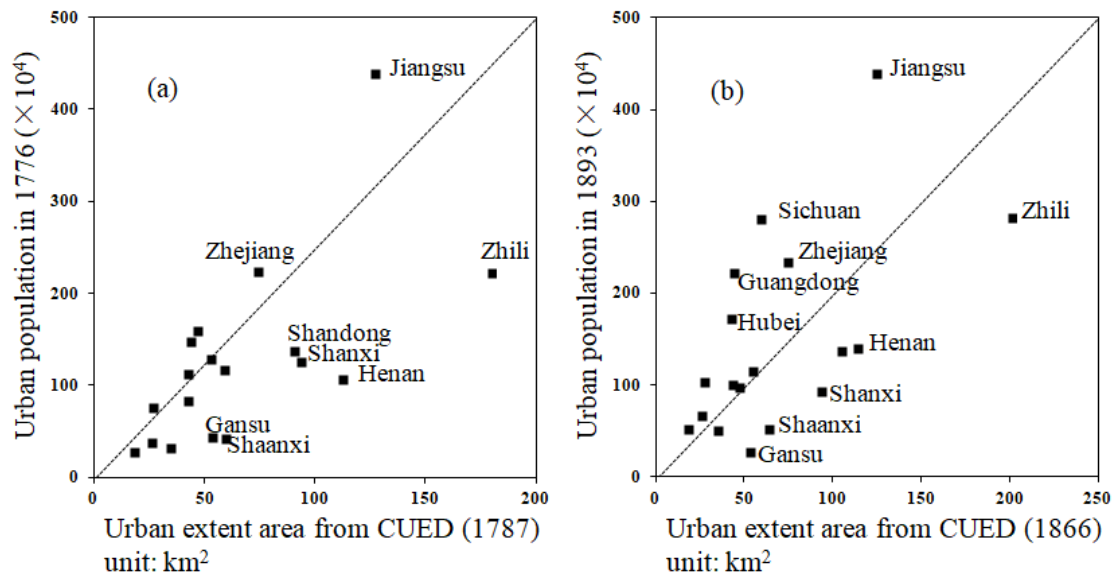 Urban population in 1776 (×10⁴)
500
400
300
200
100
0
(a)
Jiangsu
Zhejiang
Zhili
Shandong
Shanxi
Henan
Gansu
Shaanxi
0 50 100 150 200
Urban extent area from CUED (1787)
unit: km²
Urban population in 1893 (×10⁴)
500
400
300
200
100
0
(b)
Jiangsu
Sichuan
Zhili
Zhejiang
Guangdong
Hubei
Henan
Shanxi
Shaanxi
Gansu
0 50 100 150 200 250
Urban extent area from CUED (1866)
unit: km²